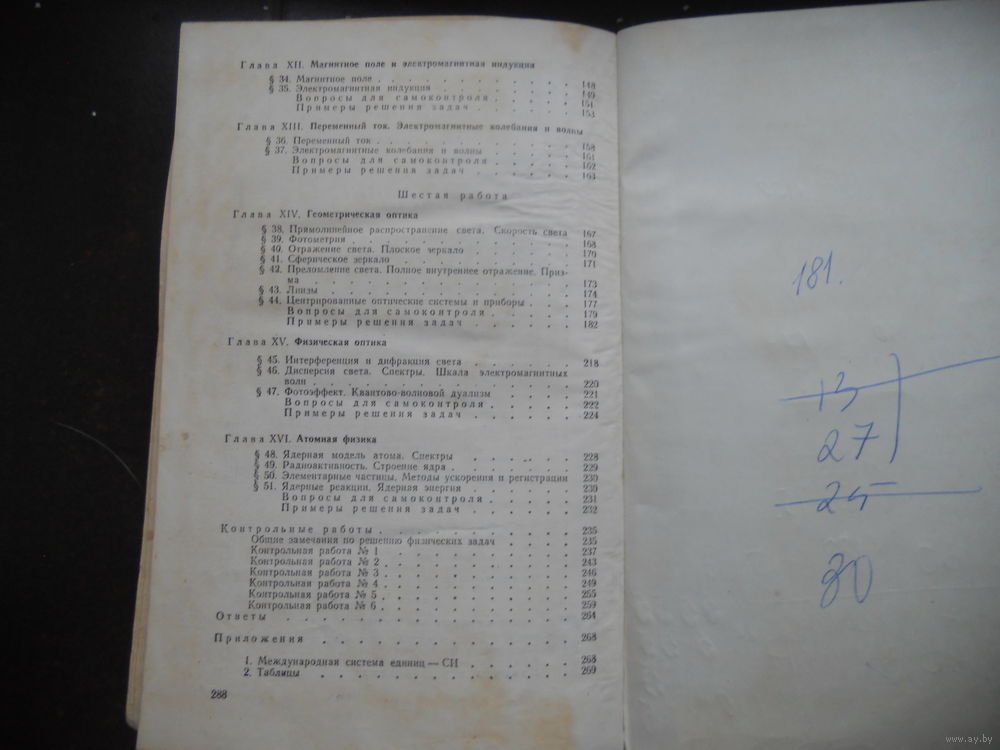 Глава XII. Магнитное поле и электромагнитная индукция
§ 34. Магнитное поле . . . . . . . . . . 148
§ 35. Электромагнитная индукция . . . . . . . . 149
Вопросы для самоконтроля . . . . . . 151
Примеры решения задач . . . . . . 153
Глава XIII. Переменный ток. Электромагнитные колебания и волны
§ 36. Переменный ток . . . . . . . . . . 158
§ 37. Электромагнитные колебания и волны . . . . . 161
Вопросы для самоконтроля . . . . . 162
Примеры решения задач . . . . . . 163
Шестая работа
Глава XIV. Геометрическая оптика
§ 38. Прямолинейное распространение света. Скорость света 167
§ 39. Фотометрия . . . . . . . . . . . 168
§ 40. Отражение света. Плоское зеркало . . . . . 170
§ 41. Сферическое зеркало . . . . . . . . . 171
§ 42. Преломление света. Полное внутреннее отражение. Приз-
ма . . . . . . . . . . . . . 173
§ 43. Линзы . . . . . . . . . . . . 174
§ 44. Центрированные оптические системы и приборы . . . 177
Вопросы для самоконтроля . . . . . 179
Примеры решения задач . . . . . . 182
Глава XV. Физическая оптика
§ 45. Интерференция и дифракция света . . . . . 218
§ 46. Дисперсия света. Спектры. Шкала электромагнитных
волн . . . . . . . . . . . . . 220
§ 47. Фотоэффект. Квантово-волновой дуализм . . . . 221
Вопросы для самоконтроля . . . . . 222
Примеры решения задач . . . . . . 224
Глава XVI. Атомная физика
§ 48. Ядерная модель атома. Спектры . . . . . 228
§ 49. Радиоактивность. Строение ядра . . . . . . 229
§ 50. Элементарные частицы. Методы ускорения и регистрации 230
§ 51. Ядерные реакции. Ядерная энергия . . . . . 230
Вопросы для самоконтроля . . . . . 231
Примеры решения задач . . . . . . 232
Контрольные работы . . . . . . . . . 235
Общие замечания по решению физических задач . . . . 235
Контрольная работа № 1 . . . . . . . . 237
Контрольная работа № 2 . . . . . . . . 243
Контрольная работа № 3 . . . . . . . . 246
Контрольная работа № 4 . . . . . . . . 249
Контрольная работа № 5 . . . . . . . . 255
Контрольная работа № 6 . . . . . . . . 259
Ответы . . . . . . . . . . . . 264
Приложения . . . . . . . . . . . 268
1. Международная система единиц — СИ . . . . . 268
2. Таблицы . . . . . . . . . . . 269
288
181.
13
27
25
30
www.ay.by